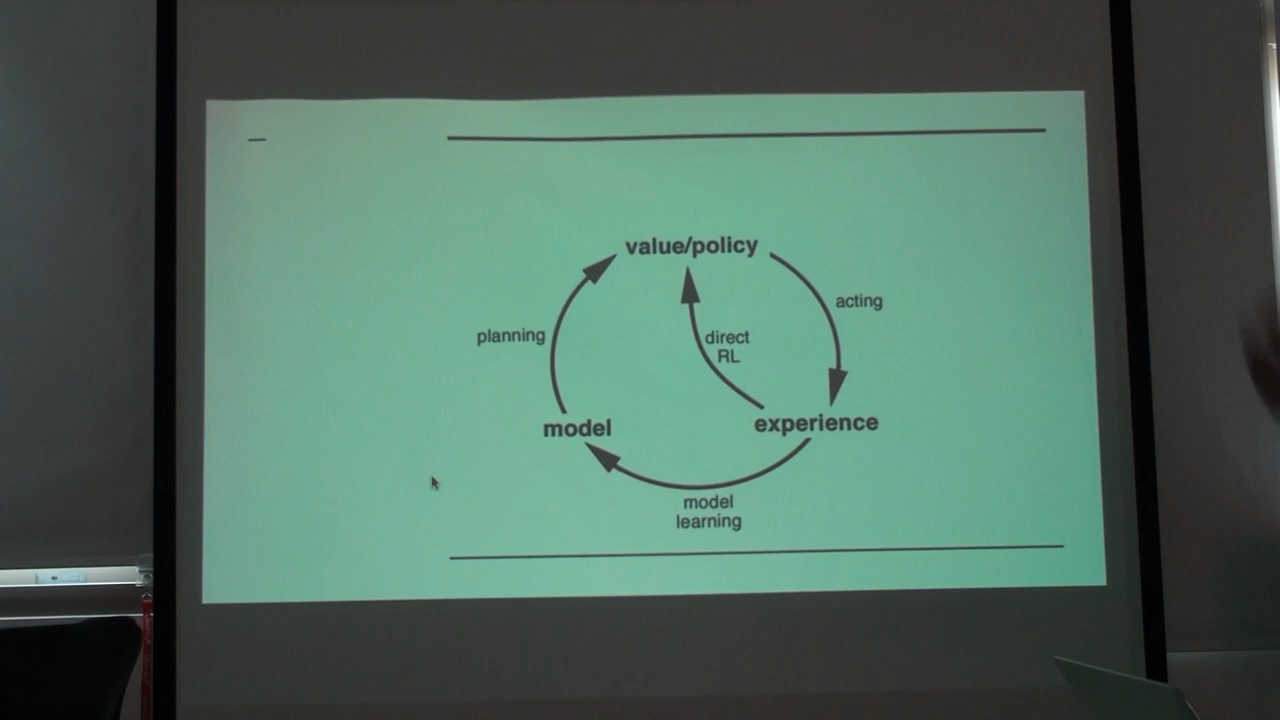 value/policy
acting
planning
direct
RL
model
experience
model
learning